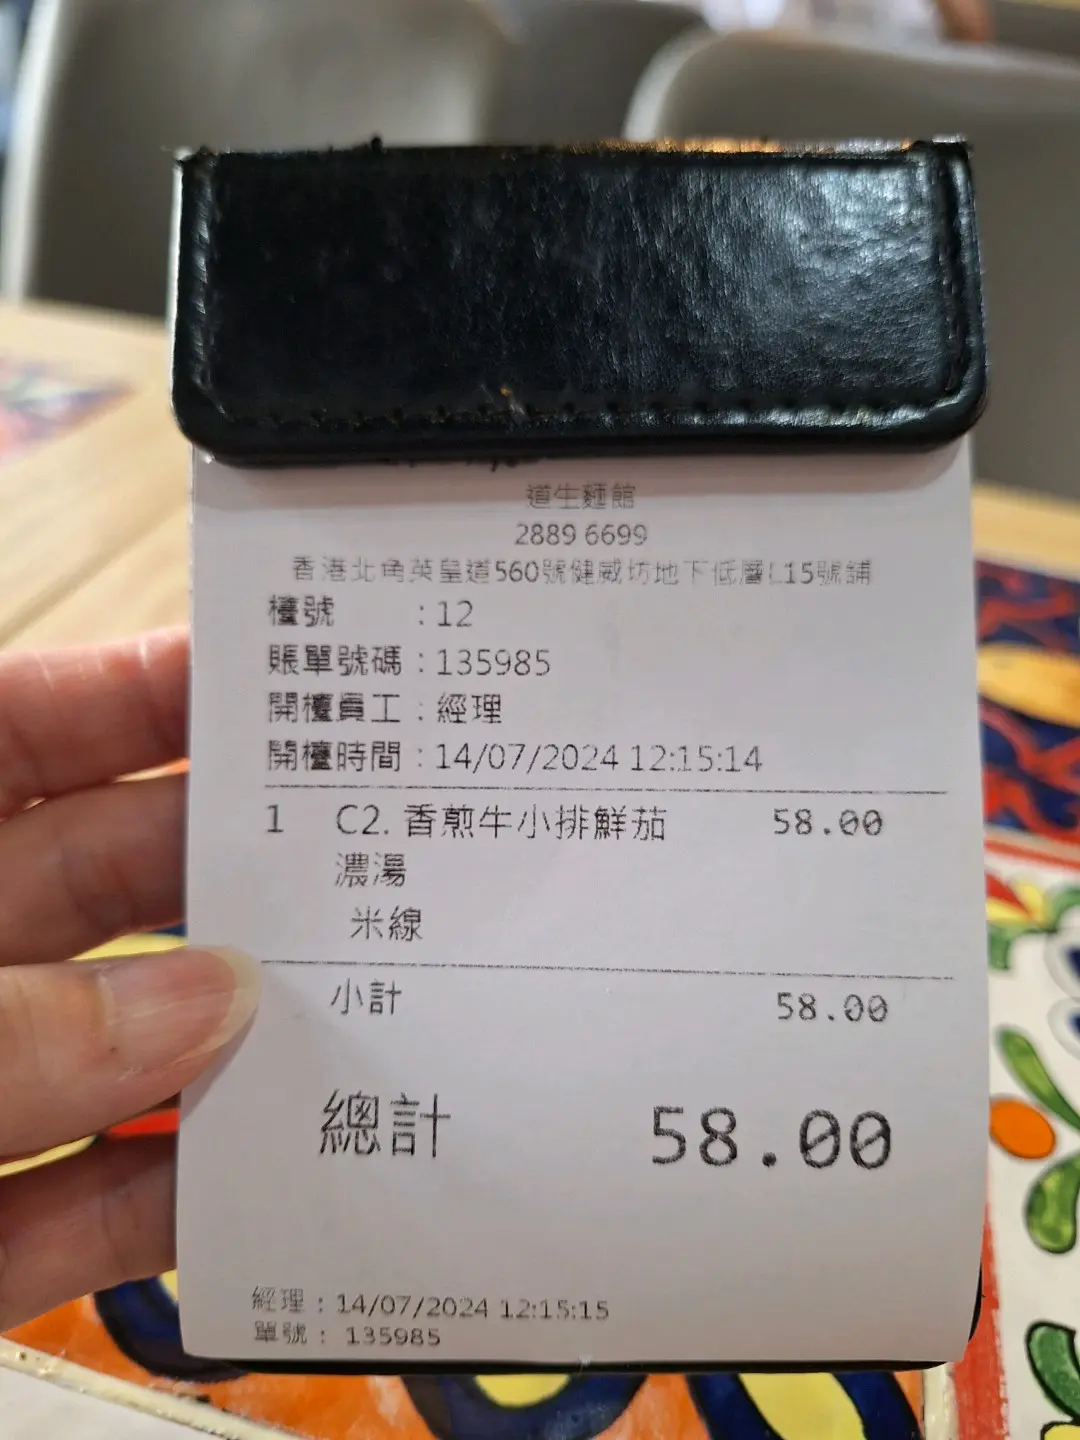 道生麵館
2889 6699
香港北角英皇道560號健威坊地下低層L15號舖
檯號 : 12
賬單號碼 : 135985
開檯員工 : 經理
開檯時間 : 14/07/2024 12:15:14
1 C2. 香煎牛小排鮮茄 58.00
濃湯
米線
小計 58.00
總計 58.00
經理 : 14/07/2024 12:15:15
單號 : 135985